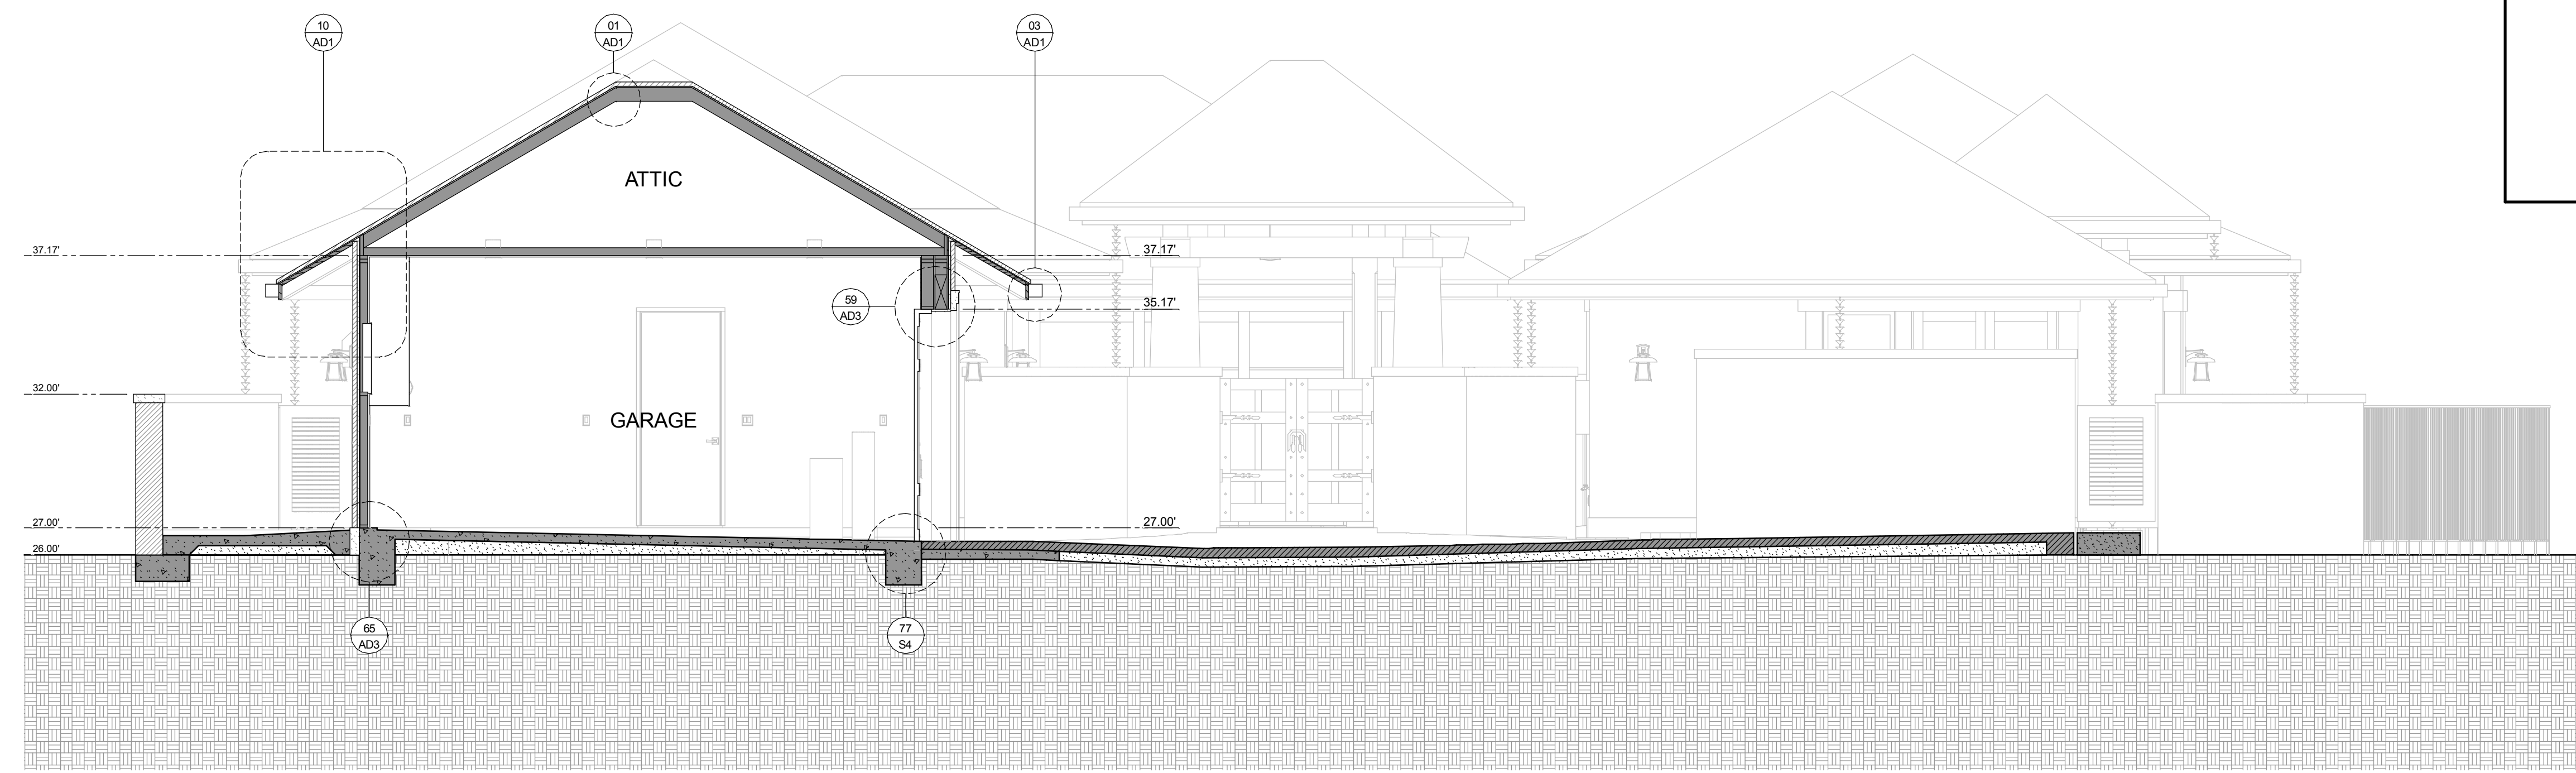 10
AD1
01
AD1
03
AD1
ATTIC
37.17'
37.17'
59
AD3
35.17'
32.00'
GARAGE
27.00'
27.00'
26.00'
65
AD3
77
S4